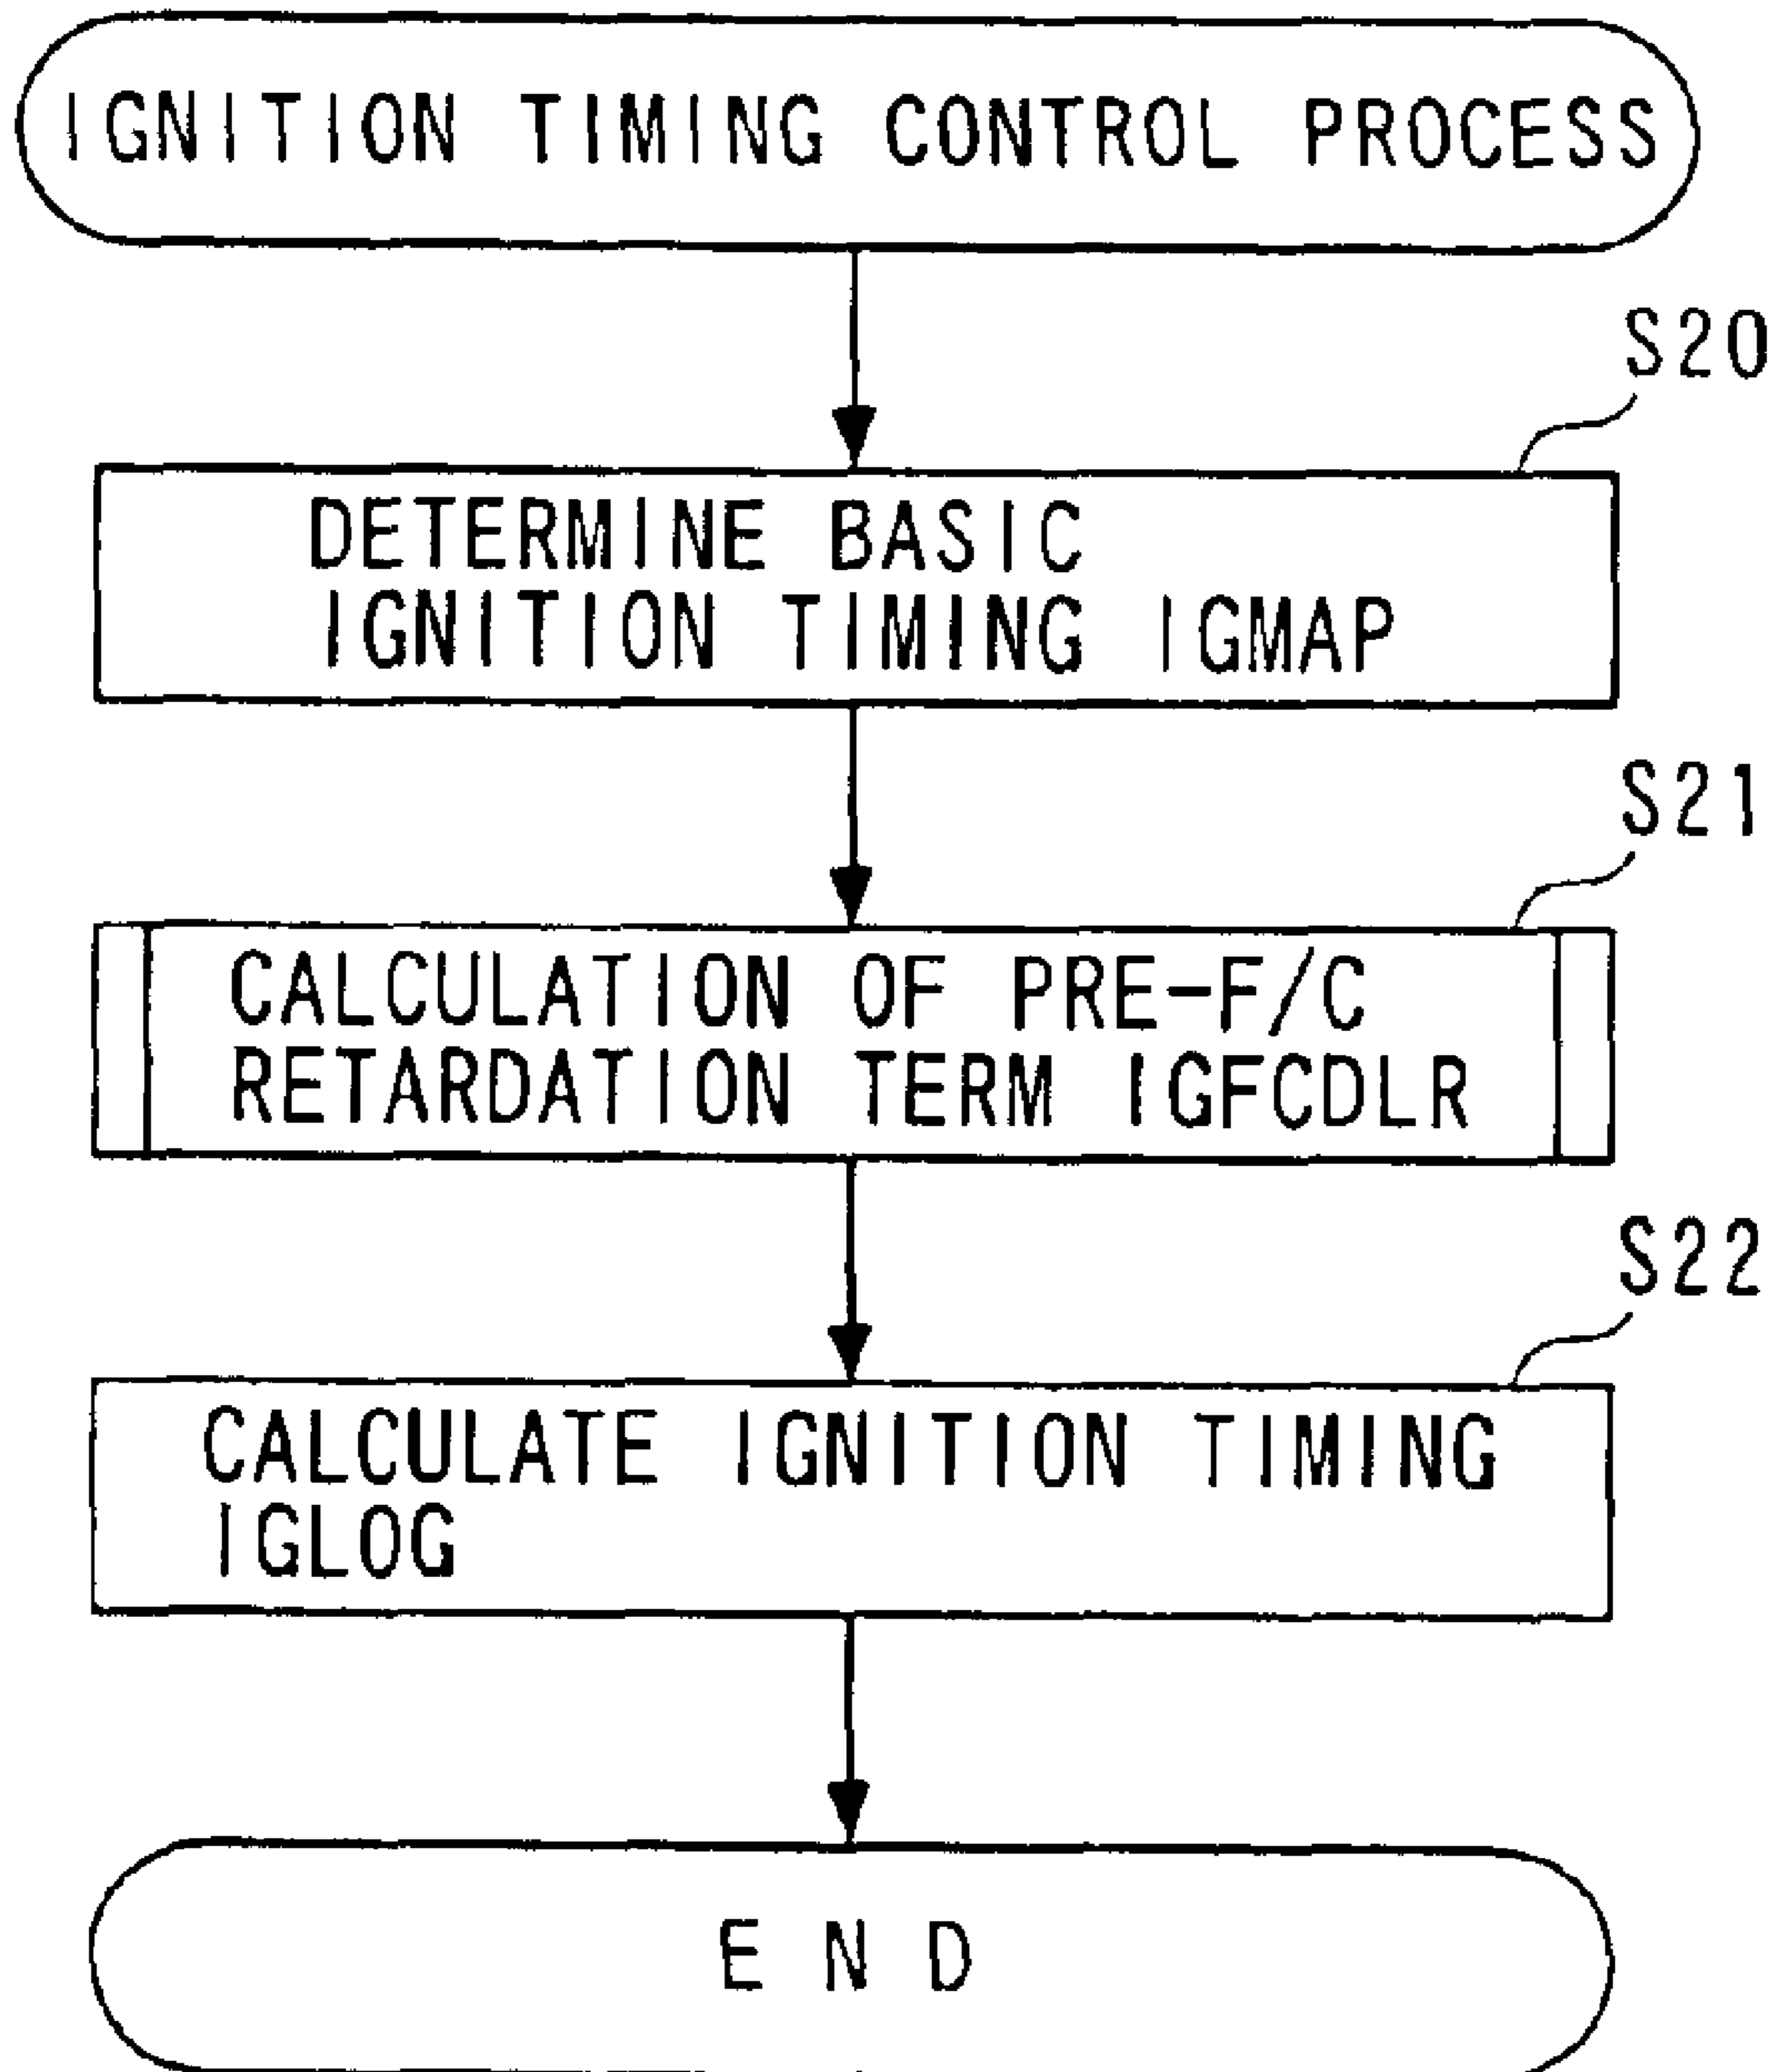 IGNITION TIMING CONTROL PROCESS
S20
DETERMINE BASIC
IGNITION TIMING IGMAP
S21
CALCULATION OF PRE-F/C
RETARDATION TERM IGFCDLR
S22
CALCULATE IGNITION TIMING
IGLOG
END